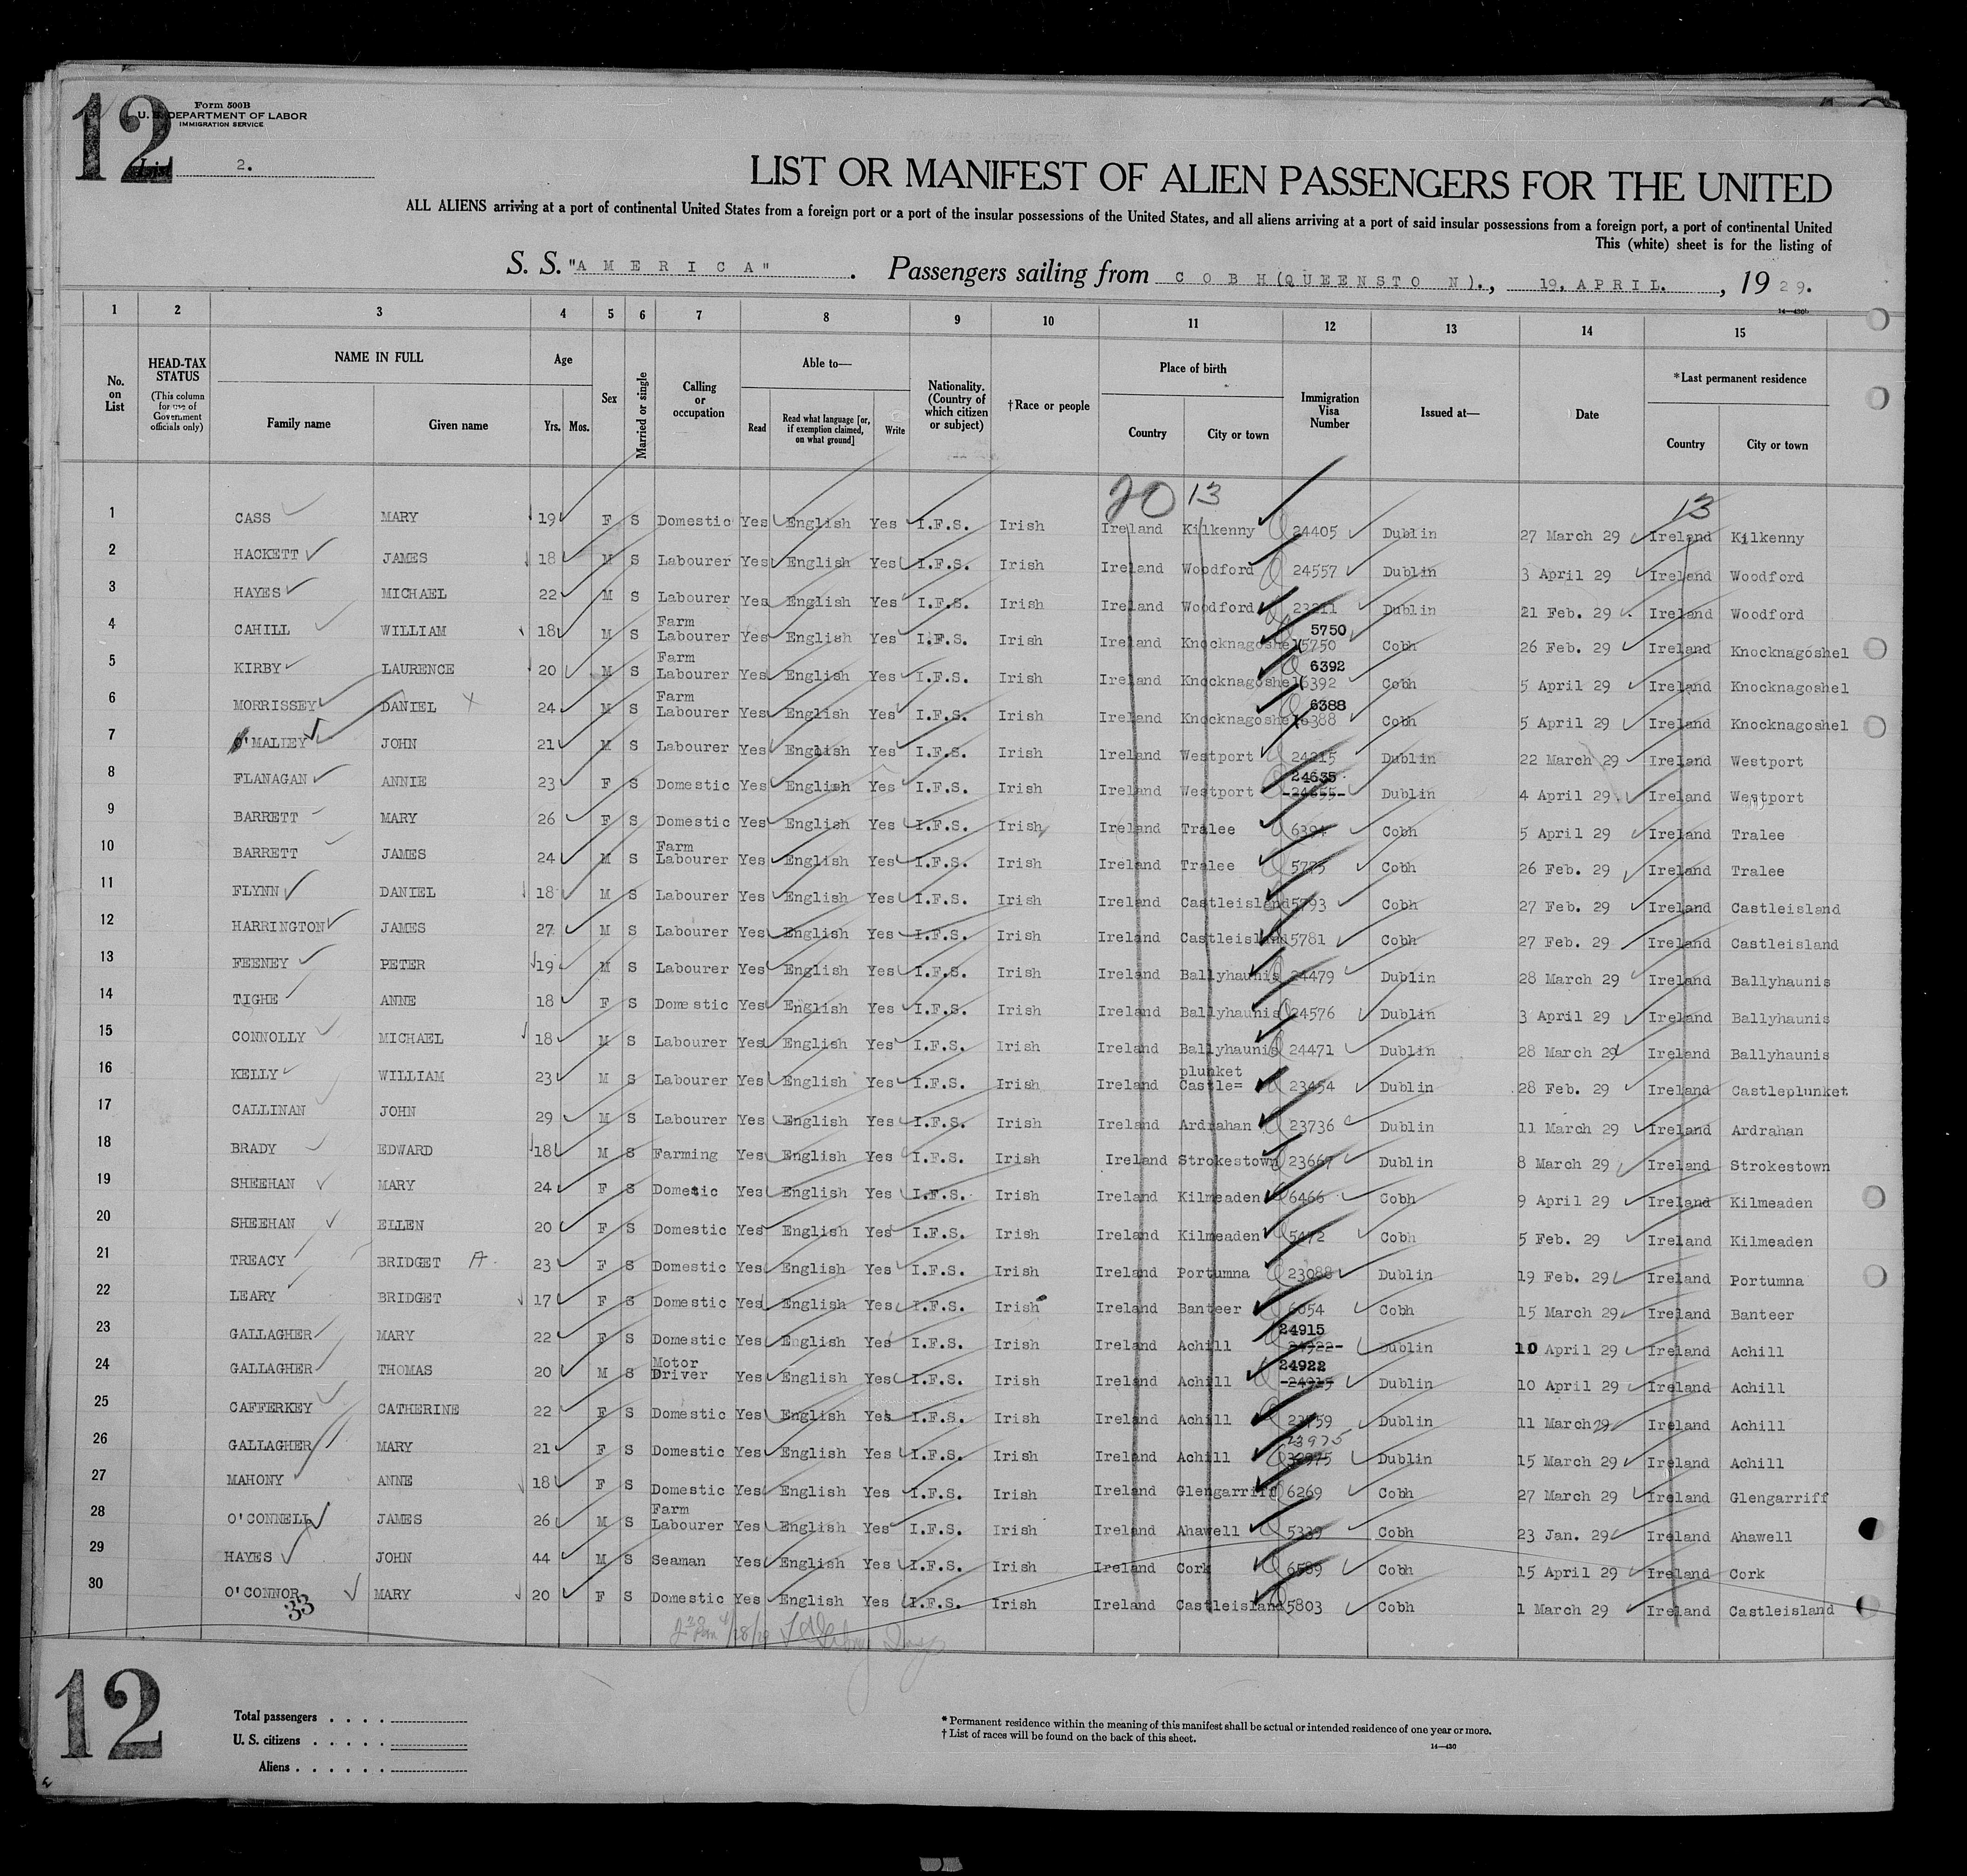 12
Form 500B
U. S. DEPARTMENT OF LABOR
IMMIGRATION SERVICE
List 2.
LIST OR MANIFEST OF ALIEN PASSENGERS FOR THE UNITED
ALL ALIENS arriving at a port of continental United States from a foreign port or a port of the insular possessions of the United States, and all aliens arriving at a port of said insular possessions from a foreign port, a port of continental United
This (white) sheet is for the listing of
S. S. "AMERICA". Passengers sailing from COBH (QUEENSTO N)., 19, APRIL., 1929.
14—430b
1 2 3 4 5 6 7 8 9 10 11 12 13 14 15
No. on List HEAD-TAX STATUS (This column for use of Government officials only) NAME IN FULL Family name Given name Age Yrs. Mos. Sex Married or single Calling or occupation Able to— Read Read what language [or, if exemption claimed, on what ground] Write Nationality. (Country of which citizen or subject) †Race or people Place of birth Country City or town Immigration Visa Number Issued at— Date *Last permanent residence Country City or town
20 13 13
1 CASS MARY 19 F S Domestic Yes English Yes I.F.S. Irish Ireland Kilkenny 24405 Dublin 27 March 29 Ireland Kilkenny
2 HACKETT JAMES 18 M S Labourer Yes English Yes I.F.S. Irish Ireland Woodford 24557 Dublin 3 April 29 Ireland Woodford
3 HAYES MICHAEL 22 M S Labourer Yes English Yes I.F.S. Irish Ireland Woodford 23211 Dublin 21 Feb. 29 Ireland Woodford
4 CAHILL WILLIAM 18 M S Farm Labourer Yes English Yes I.F.S. Irish Ireland Knocknagoshel 5750 5750 Cobh 26 Feb. 29 Ireland Knocknagoshel
5 KIRBY LAURENCE 20 M S Farm Labourer Yes English Yes I.F.S. Irish Ireland Knocknagoshel 6392 6392 Cobh 5 April 29 Ireland Knocknagoshel
6 MORRISSEY DANIEL X 24 M S Farm Labourer Yes English Yes I.F.S. Irish Ireland Knocknagoshel 6388 6388 Cobh 5 April 29 Ireland Knocknagoshel
7 O'MALIEY JOHN 21 M S Labourer Yes English Yes I.F.S. Irish Ireland Westport 24215 Dublin 22 March 29 Ireland Westport
8 FLANAGAN ANNIE 23 F S Domestic Yes English Yes I.F.S. Irish Ireland Westport 24635 24655 Dublin 4 April 29 Ireland Westport
9 BARRETT MARY 26 F S Domestic Yes English Yes I.F.S. Irish Ireland Tralee 6394 Cobh 5 April 29 Ireland Tralee
10 BARRETT JAMES 24 M S Farm Labourer Yes English Yes I.F.S. Irish Ireland Tralee 5775 Cobh 26 Feb. 29 Ireland Tralee
11 FLYNN DANIEL 18 M S Labourer Yes English Yes I.F.S. Irish Ireland Castleisland 5793 Cobh 27 Feb. 29 Ireland Castleisland
12 HARRINGTON JAMES 27 M S Labourer Yes English Yes I.F.S. Irish Ireland Castleisland 5781 Cobh 27 Feb. 29 Ireland Castleisland
13 FEENEY PETER 19 M S Labourer Yes English Yes I.F.S. Irish Ireland Ballyhaunis 24479 Dublin 28 March 29 Ireland Ballyhaunis
14 TIGHE ANNE 18 F S Domestic Yes English Yes I.F.S. Irish Ireland Ballyhaunis 24576 Dublin 3 April 29 Ireland Ballyhaunis
15 CONNOLLY MICHAEL 18 M S Labourer Yes English Yes I.F.S. Irish Ireland Ballyhaunis 24471 Dublin 28 March 29 Ireland Ballyhaunis
16 KELLY WILLIAM 23 M S Labourer Yes English Yes I.F.S. Irish Ireland plunket Castle= 23454 Dublin 28 Feb. 29 Ireland Castleplunket
17 CALLINAN JOHN 29 M S Labourer Yes English Yes I.F.S. Irish Ireland Ardrahan 23736 Dublin 11 March 29 Ireland Ardrahan
18 BRADY EDWARD 18 M S Farming Yes English Yes I.F.S. Irish Ireland Strokestown 23667 Dublin 8 March 29 Ireland Strokestown
19 SHEEHAN MARY 24 F S Domestic Yes English Yes I.F.S. Irish Ireland Kilmeaden 6466 Cobh 9 April 29 Ireland Kilmeaden
20 SHEEHAN ELLEN 20 F S Domestic Yes English Yes I.F.S. Irish Ireland Kilmeaden 5472 Cobh 5 Feb. 29 Ireland Kilmeaden
21 TREACY BRIDGET A. 23 F S Domestic Yes English Yes I.F.S. Irish Ireland Portumna 23088 Dublin 19 Feb. 29 Ireland Portumna
22 LEARY BRIDGET 17 F S Domestic Yes English Yes I.F.S. Irish Ireland Banteer 6054 Cobh 15 March 29 Ireland Banteer
23 GALLAGHER MARY 22 F S Domestic Yes English Yes I.F.S. Irish Ireland Achill 24915 24922 Dublin 10 April 29 Ireland Achill
24 GALLAGHER THOMAS 20 M S Motor Driver Yes English Yes I.F.S. Irish Ireland Achill 24922 24915 Dublin 10 April 29 Ireland Achill
25 CAFFERKEY CATHERINE 22 F S Domestic Yes English Yes I.F.S. Irish Ireland Achill 23759 Dublin 11 March 29 Ireland Achill
26 GALLAGHER MARY 21 F S Domestic Yes English Yes I.F.S. Irish Ireland Achill 23975 Dublin 15 March 29 Ireland Achill
27 MAHONY ANNE 18 F S Domestic Yes English Yes I.F.S. Irish Ireland Glengarriff 6269 Cobh 27 March 29 Ireland Glengarriff
28 O'CONNELL JAMES 26 M S Farm Labourer Yes English Yes I.F.S. Irish Ireland Ahawell 5339 Cobh 23 Jan. 29 Ireland Ahawell
29 HAYES JOHN 44 M S Seaman Yes English Yes I.F.S. Irish Ireland Cork 6589 Cobh 15 April 29 Ireland Cork
30 O'CONNOR MARY 20 F S Domestic Yes English Yes I.F.S. Irish Ireland Castleisland 5803 Cobh 1 March 29 Ireland Castleisland
33
12
Total passengers . . . .
U. S. citizens . . . . .
Aliens . . . . . .
* Permanent residence within the meaning of this manifest shall be actual or intended residence of one year or more.
† List of races will be found on the back of this sheet.
14—430